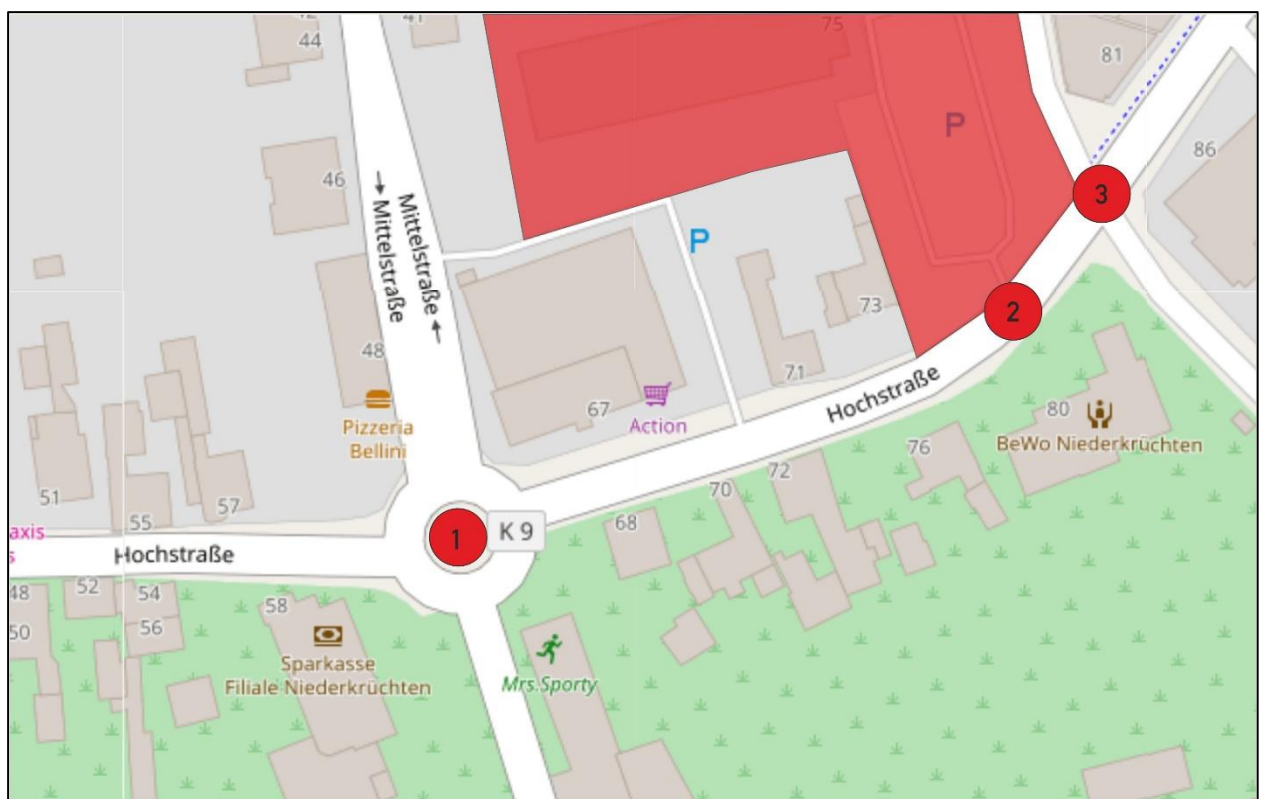 42
44
41
75
81
P
86
46
→ Mittelstraße
Mittelstraße ←
P
3
2
73
48
71
Hochstraße
Pizzeria
Bellini
67
Action
80
BeWo Niederkrüchten
76
51
55
57
72
70
68
axis
s
Hochstraße
1
K 9
48
52
54
58
50
56
Sparkasse
Filiale Niederkrüchten
Mrs.Sporty